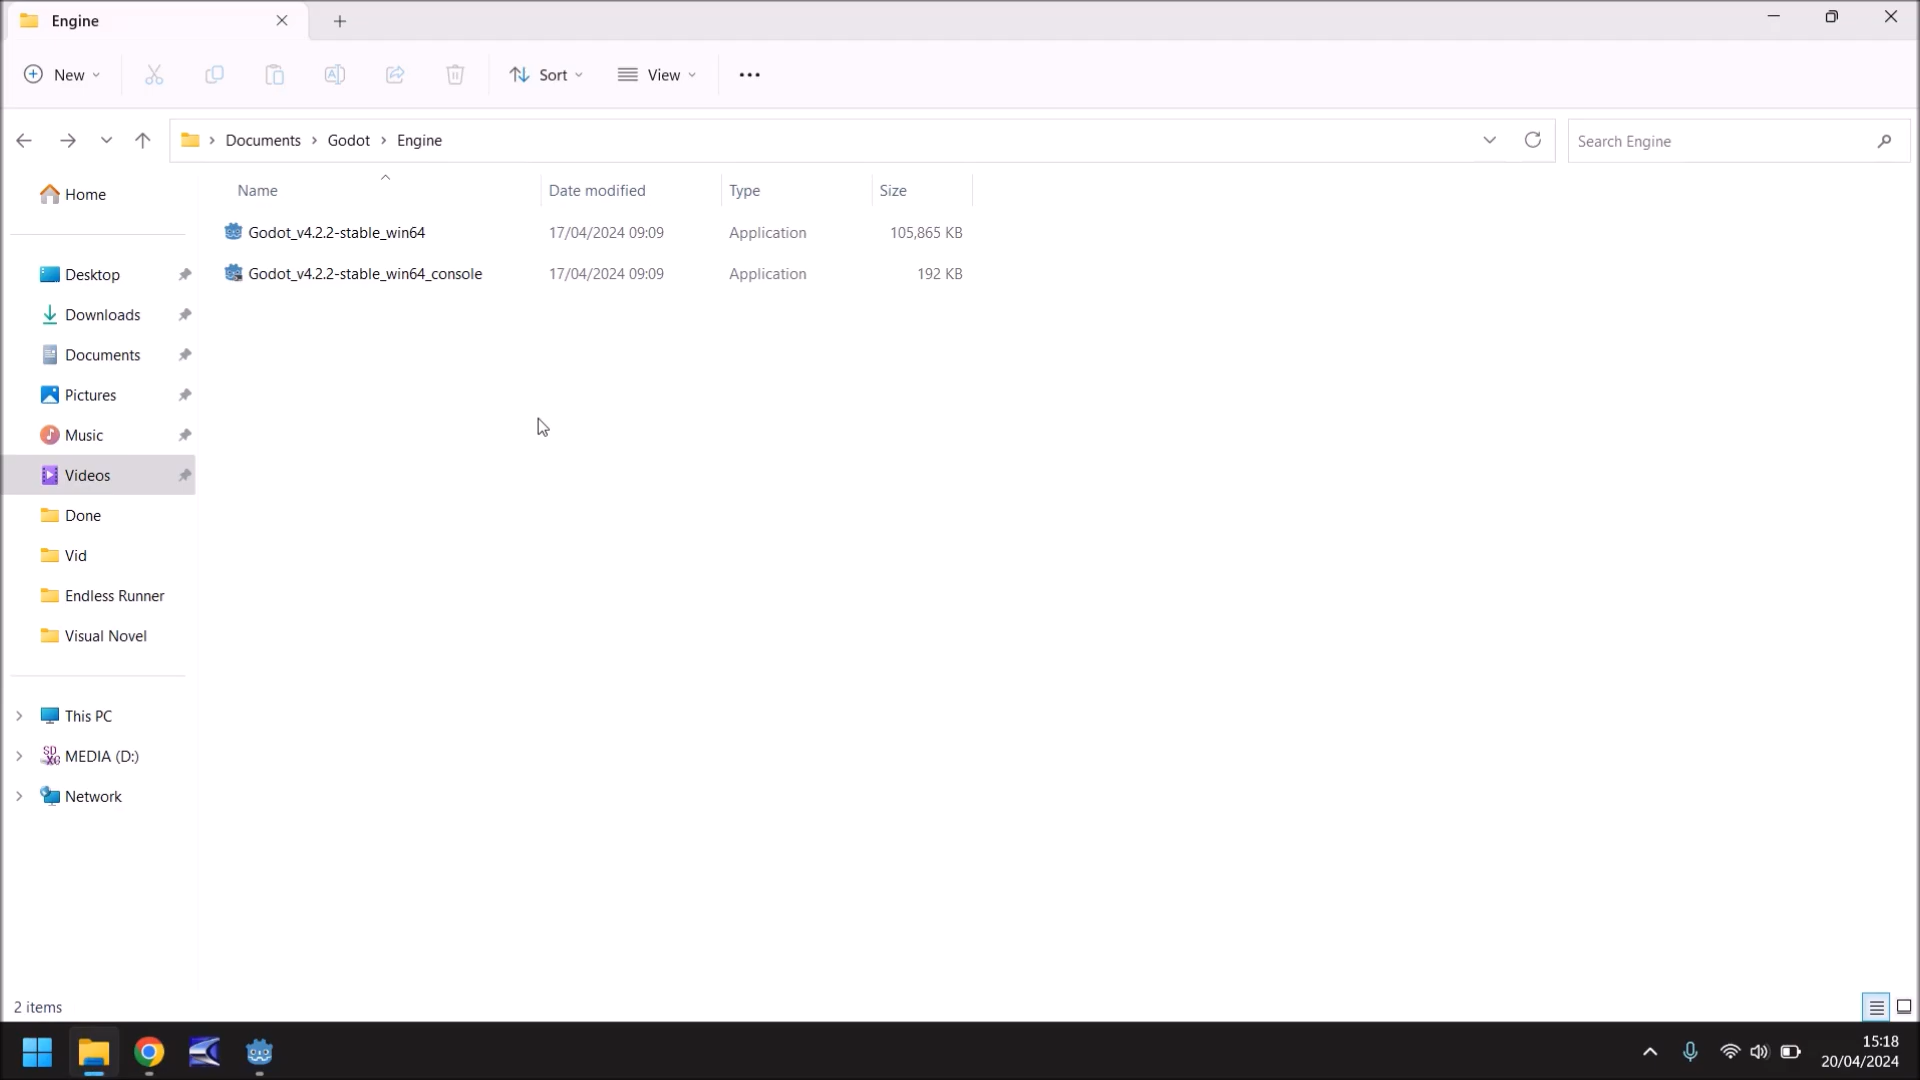 Engine
New
Sort
View
Documents > Godot > Engine
Search Engine
Home
Desktop
Downloads
Documents
Pictures
Music
Videos
Done
Vid
Endless Runner
Visual Novel
This PC
MEDIA (D:)
Network
Name Date modified Type Size
Godot_v4.2.2-stable_win64 17/04/2024 09:09 Application 105,865 KB
Godot_v4.2.2-stable_win64_console 17/04/2024 09:09 Application 192 KB
2 items
15:18
20/04/2024